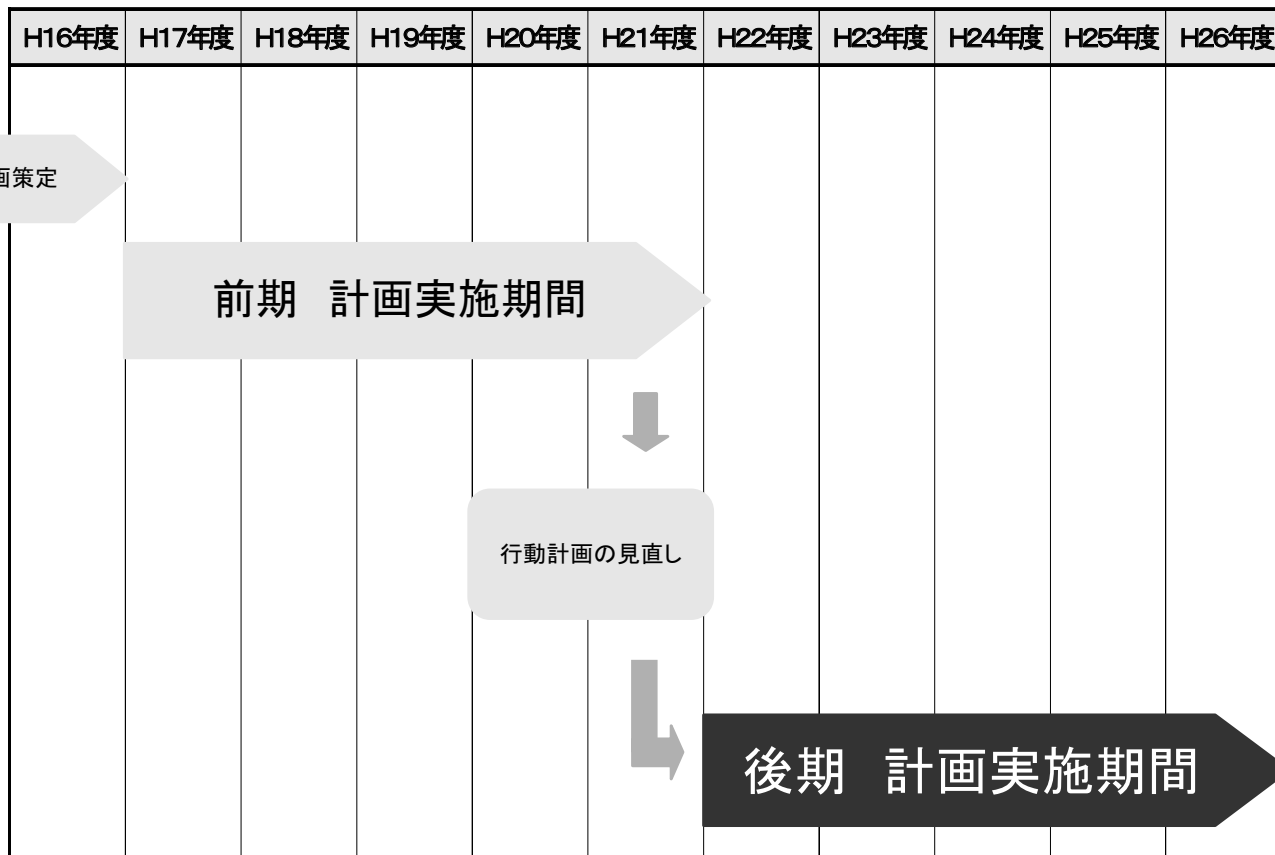 H16年度 H17年度 H18年度 H19年度 H20年度 H21年度 H22年度 H23年度 H24年度 H25年度 H26年度
画策定
前期　計画実施期間
行動計画の見直し
後期　計画実施期間